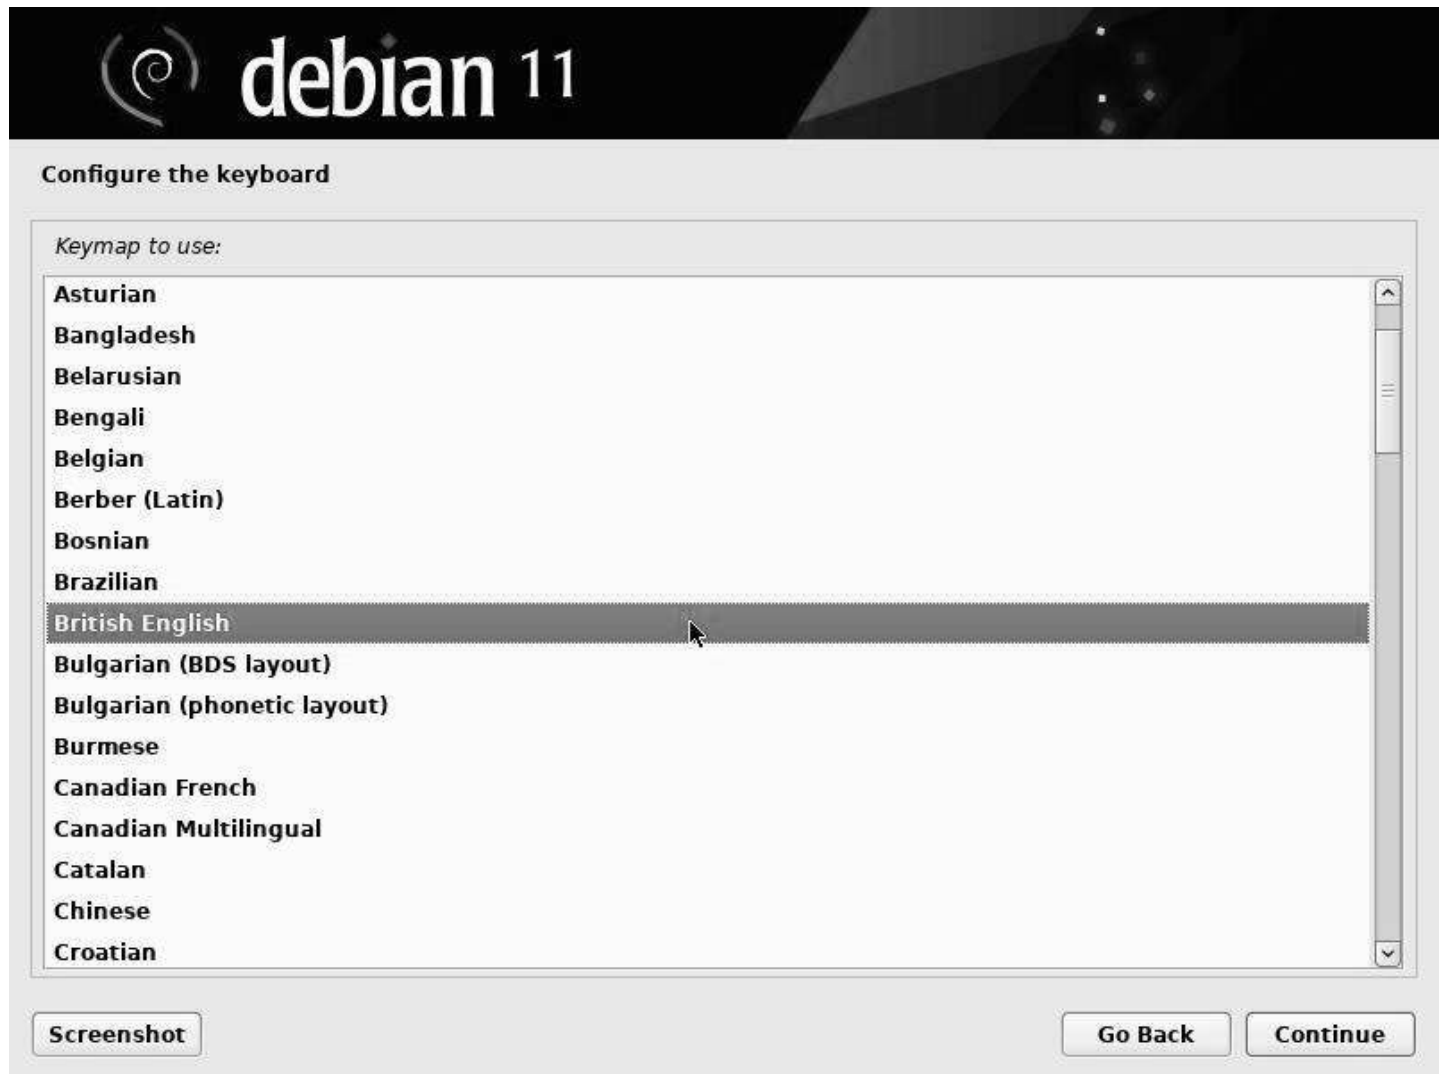 debian 11
Configure the keyboard
Keymap to use:
Asturian
Bangladesh
Belarusian
Bengali
Belgian
Berber (Latin)
Bosnian
Brazilian
British English
Bulgarian (BDS layout)
Bulgarian (phonetic layout)
Burmese
Canadian French
Canadian Multilingual
Catalan
Chinese
Croatian
Screenshot Go Back Continue